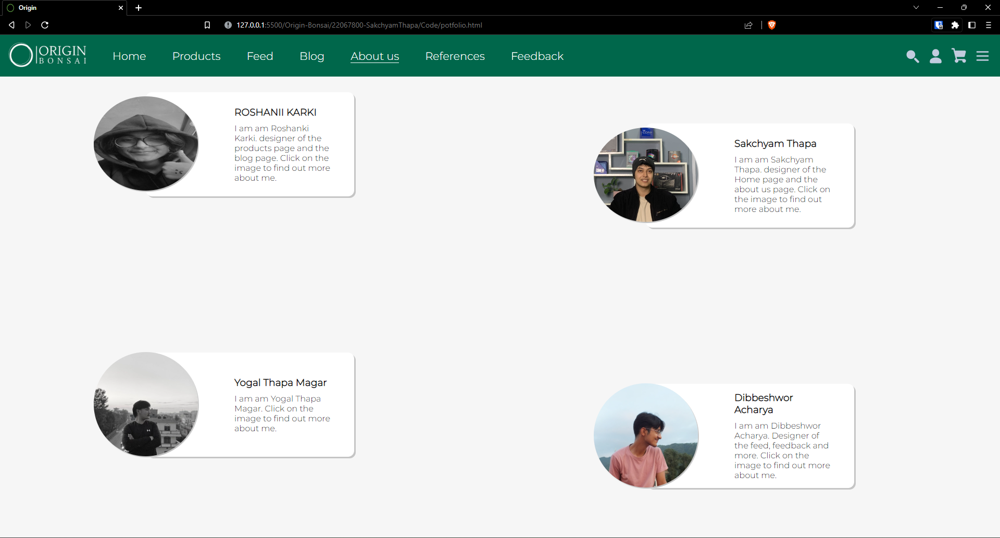 Origin
127.0.0.1:5500/Origin-Bonsai/22067800-SakchyamThapa/Code/potfolio.html
ORIGIN
BONSAI
Home
Products
Feed
Blog
About us
References
Feedback
ROSHANII KARKI
I am am Roshanki
Karki. designer of the
products page and the
blog page. Click on the
image to find out more
about me.
Sakchyam Thapa
I am am Sakchyam
Thapa. designer of the
Home page and the
about us page. Click on
the image to find out
more about me.
Yogal Thapa Magar
I am am Yogal Thapa
Magar. Click on the
image to find out more
about me.
Dibbeshwor
Acharya
I am am Dibbeshwor
Acharya. Designer of
the feed, feedback and
more. Click on the
image to find out more
about me.